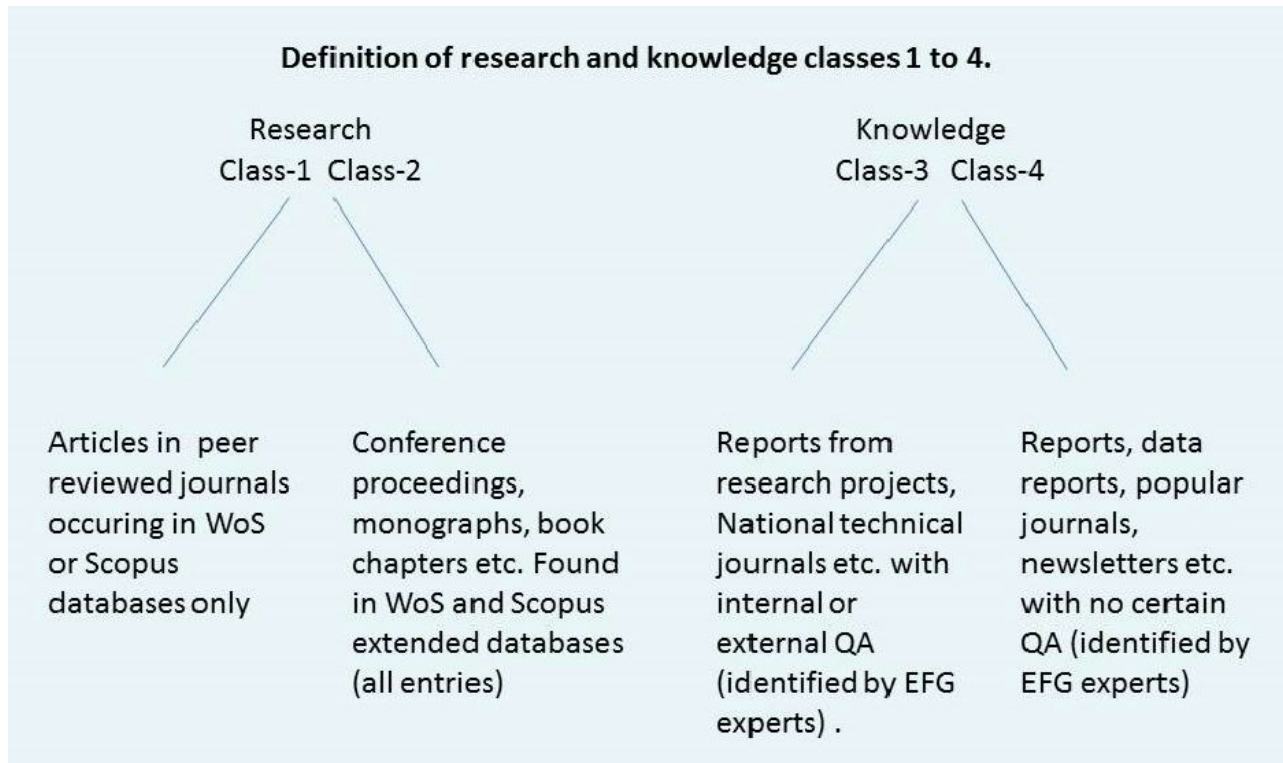 Definition of research and knowledge classes 1 to 4.
Research
Class-1 Class-2
Knowledge
Class-3 Class-4
Articles in peer
reviewed journals
occuring in WoS
or Scopus
databases only
Conference
proceedings,
monographs, book
chapters etc. Found
in WoS and Scopus
extended databases
(all entries)
Reports from
research projects,
National technical
journals etc. with
internal or
external QA
(identified by EFG
experts) .
Reports, data
reports, popular
journals,
newsletters etc.
with no certain
QA (identified by
EFG experts)